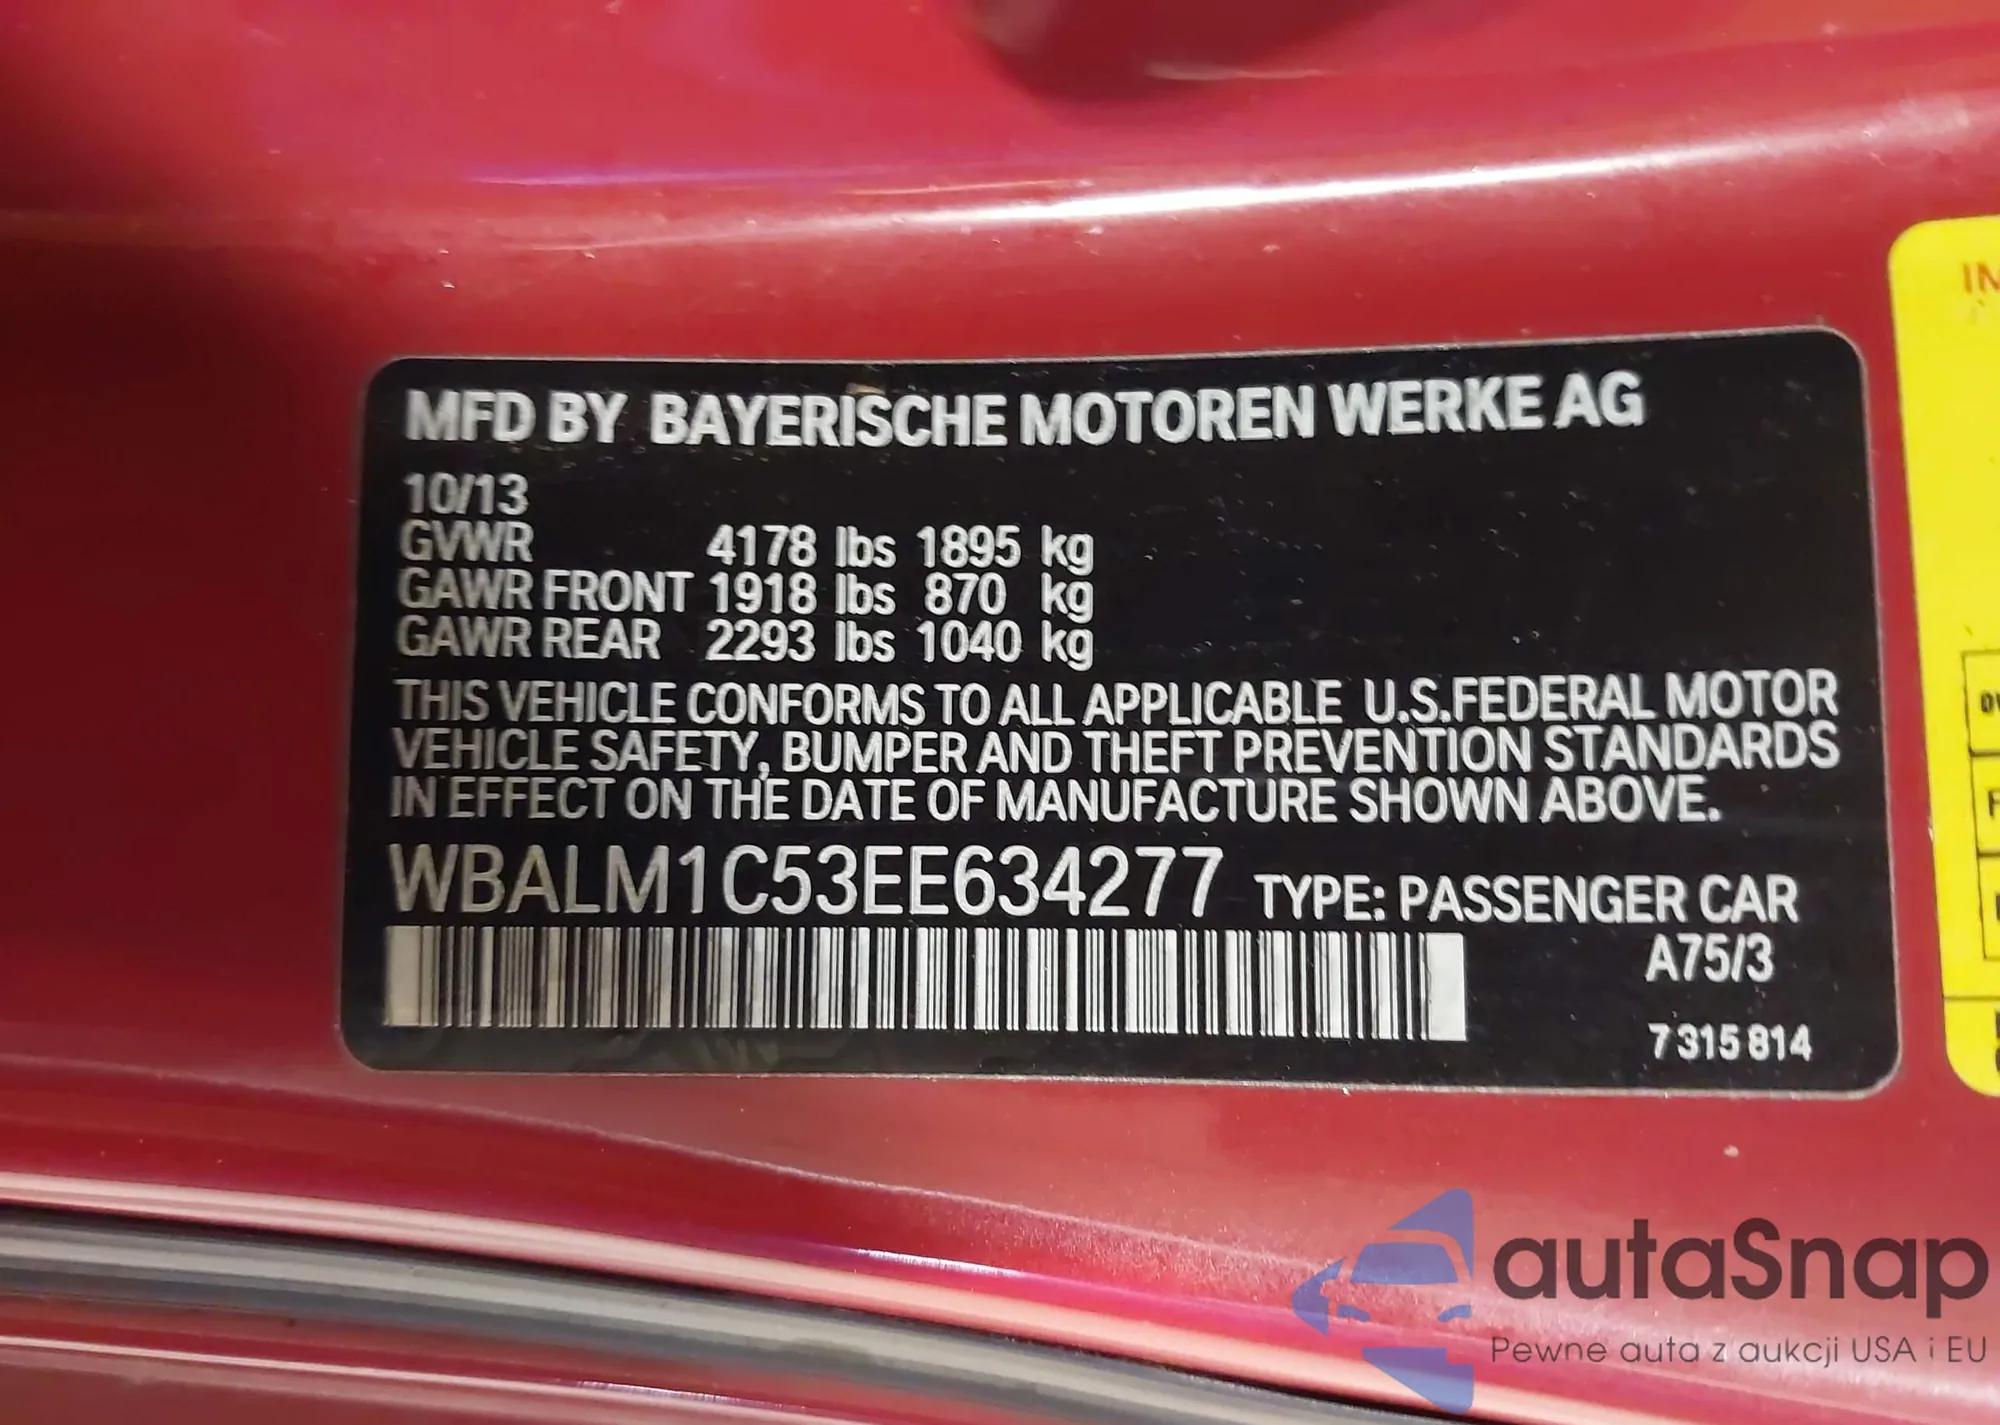 MFD BY BAYERISCHE MOTOREN WERKE AG
10/13
GVWR 4178 lbs 1895 kg
GAWR FRONT 1918 lbs 870 kg
GAWR REAR 2293 lbs 1040 kg
THIS VEHICLE CONFORMS TO ALL APPLICABLE U.S.FEDERAL MOTOR
VEHICLE SAFETY, BUMPER AND THEFT PREVENTION STANDARDS
IN EFFECT ON THE DATE OF MANUFACTURE SHOWN ABOVE.
WBALM1C53EE634277 TYPE: PASSENGER CAR
A75/3
7 315 814
autaSnap
Pewne auta z aukcji USA i EU